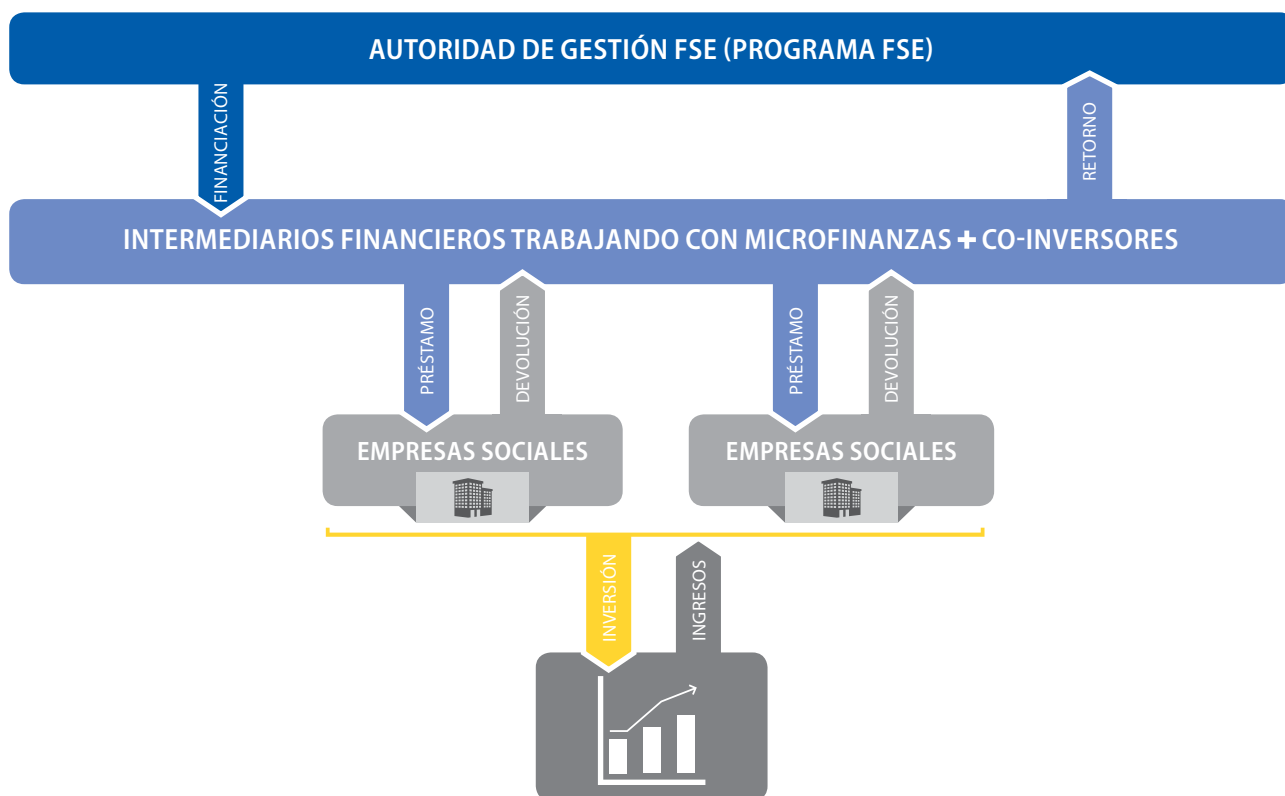 AUTORIDAD DE GESTIÓN FSE (PROGRAMA FSE)
FINANCIACIÓN
RETORNO
INTERMEDIARIOS FINANCIEROS TRABAJANDO CON MICROFINANZAS + CO-INVERSORES
PRÉSTAMO
DEVOLUCIÓN
PRÉSTAMO
DEVOLUCIÓN
EMPRESAS SOCIALES
EMPRESAS SOCIALES
INVERSIÓN
INGRESOS